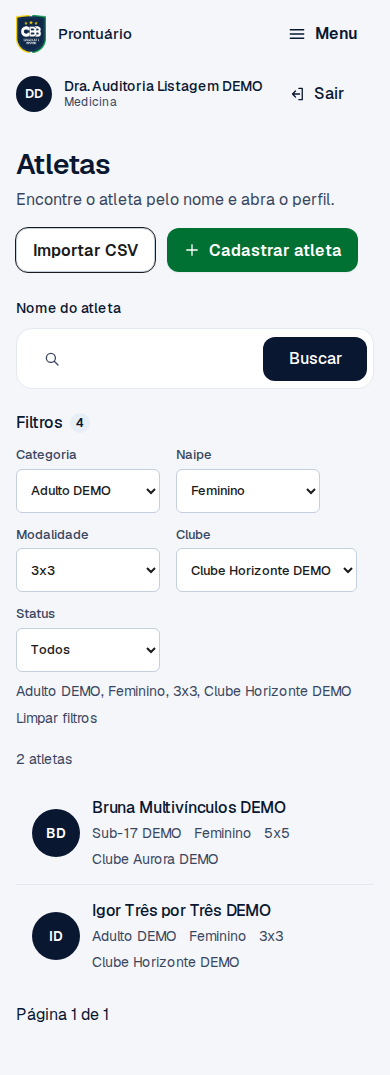 CBB
Prontuário
Menu
DD
Dra. Auditoria Listagem DEMO
Medicina
Sair
Atletas
Encontre o atleta pelo nome e abra o perfil.
Importar CSV
Cadastrar atleta
Nome do atleta
Buscar
Filtros 4
Categoria Naipe
Adulto DEMO Feminino
Modalidade Clube
3x3 Clube Horizonte DEMO
Status
Todos
Adulto DEMO, Feminino, 3x3, Clube Horizonte DEMO
Limpar filtros
2 atletas
BD
Bruna Multivínculos DEMO
Sub-17 DEMO Feminino 5x5
Clube Aurora DEMO
ID
Igor Três por Três DEMO
Adulto DEMO Feminino 3x3
Clube Horizonte DEMO
Página 1 de 1